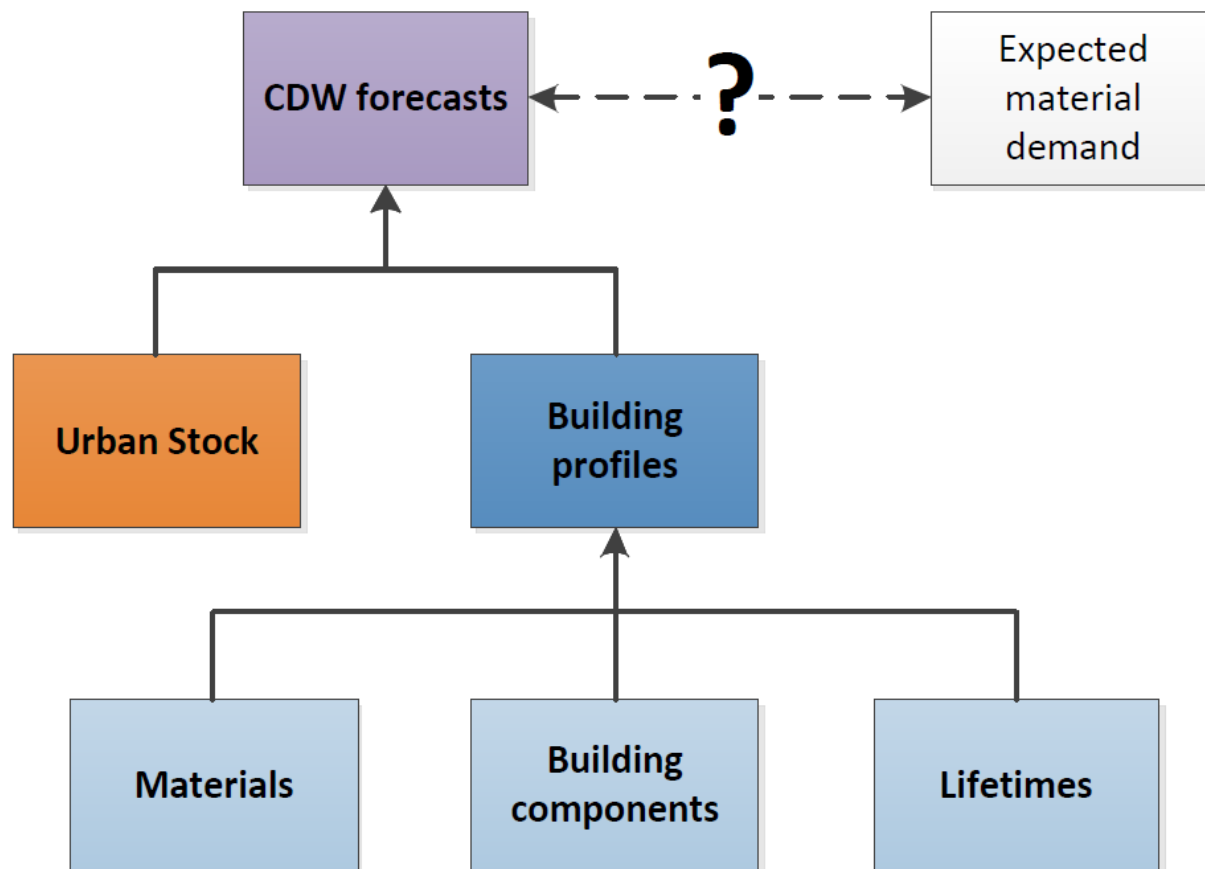 CDW forecasts
?
Expected
material
demand
Urban Stock
Building
profiles
Materials
Building
components
Lifetimes